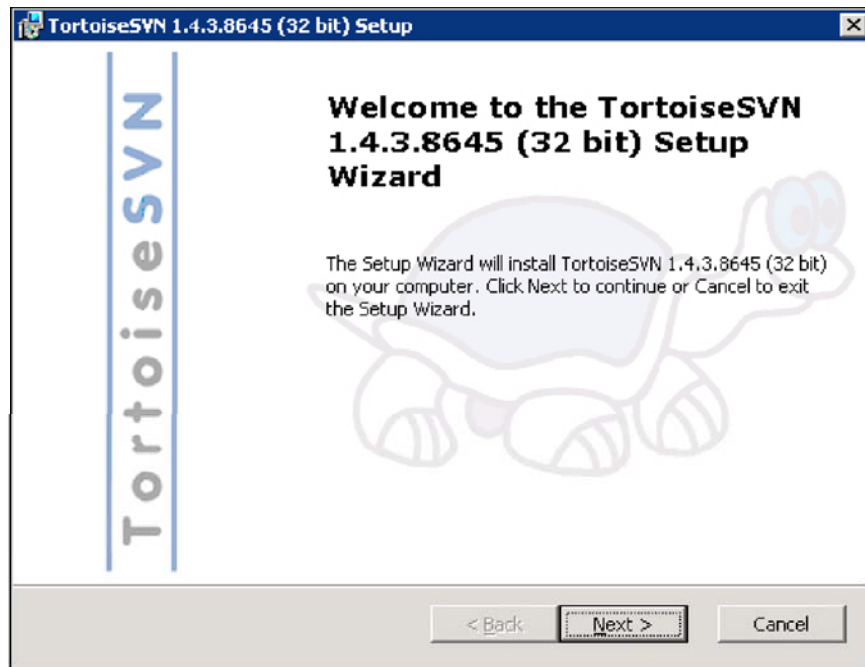 TortoiseSVN 1.4.3.8645 (32 bit) Setup
TortoiseSVN
Welcome to the TortoiseSVN
1.4.3.8645 (32 bit) Setup
Wizard
The Setup Wizard will install TortoiseSVN 1.4.3.8645 (32 bit)
on your computer. Click Next to continue or Cancel to exit
the Setup Wizard.
< Back
Next >
Cancel